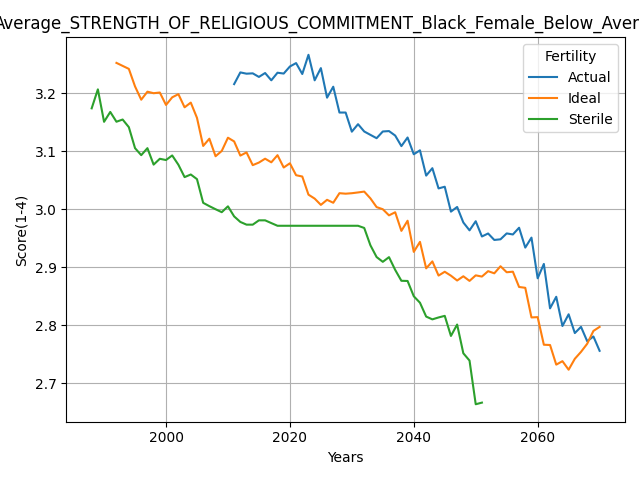 Average_STRENGTH_OF_RELIGIOUS_COMMITMENT_Black_Female_Below_Aver
Fertility
Actual
Ideal
Sterile
Score(1-4)
3.2
3.1
3.0
2.9
2.8
2.7
2000 2020 2040 2060
Years